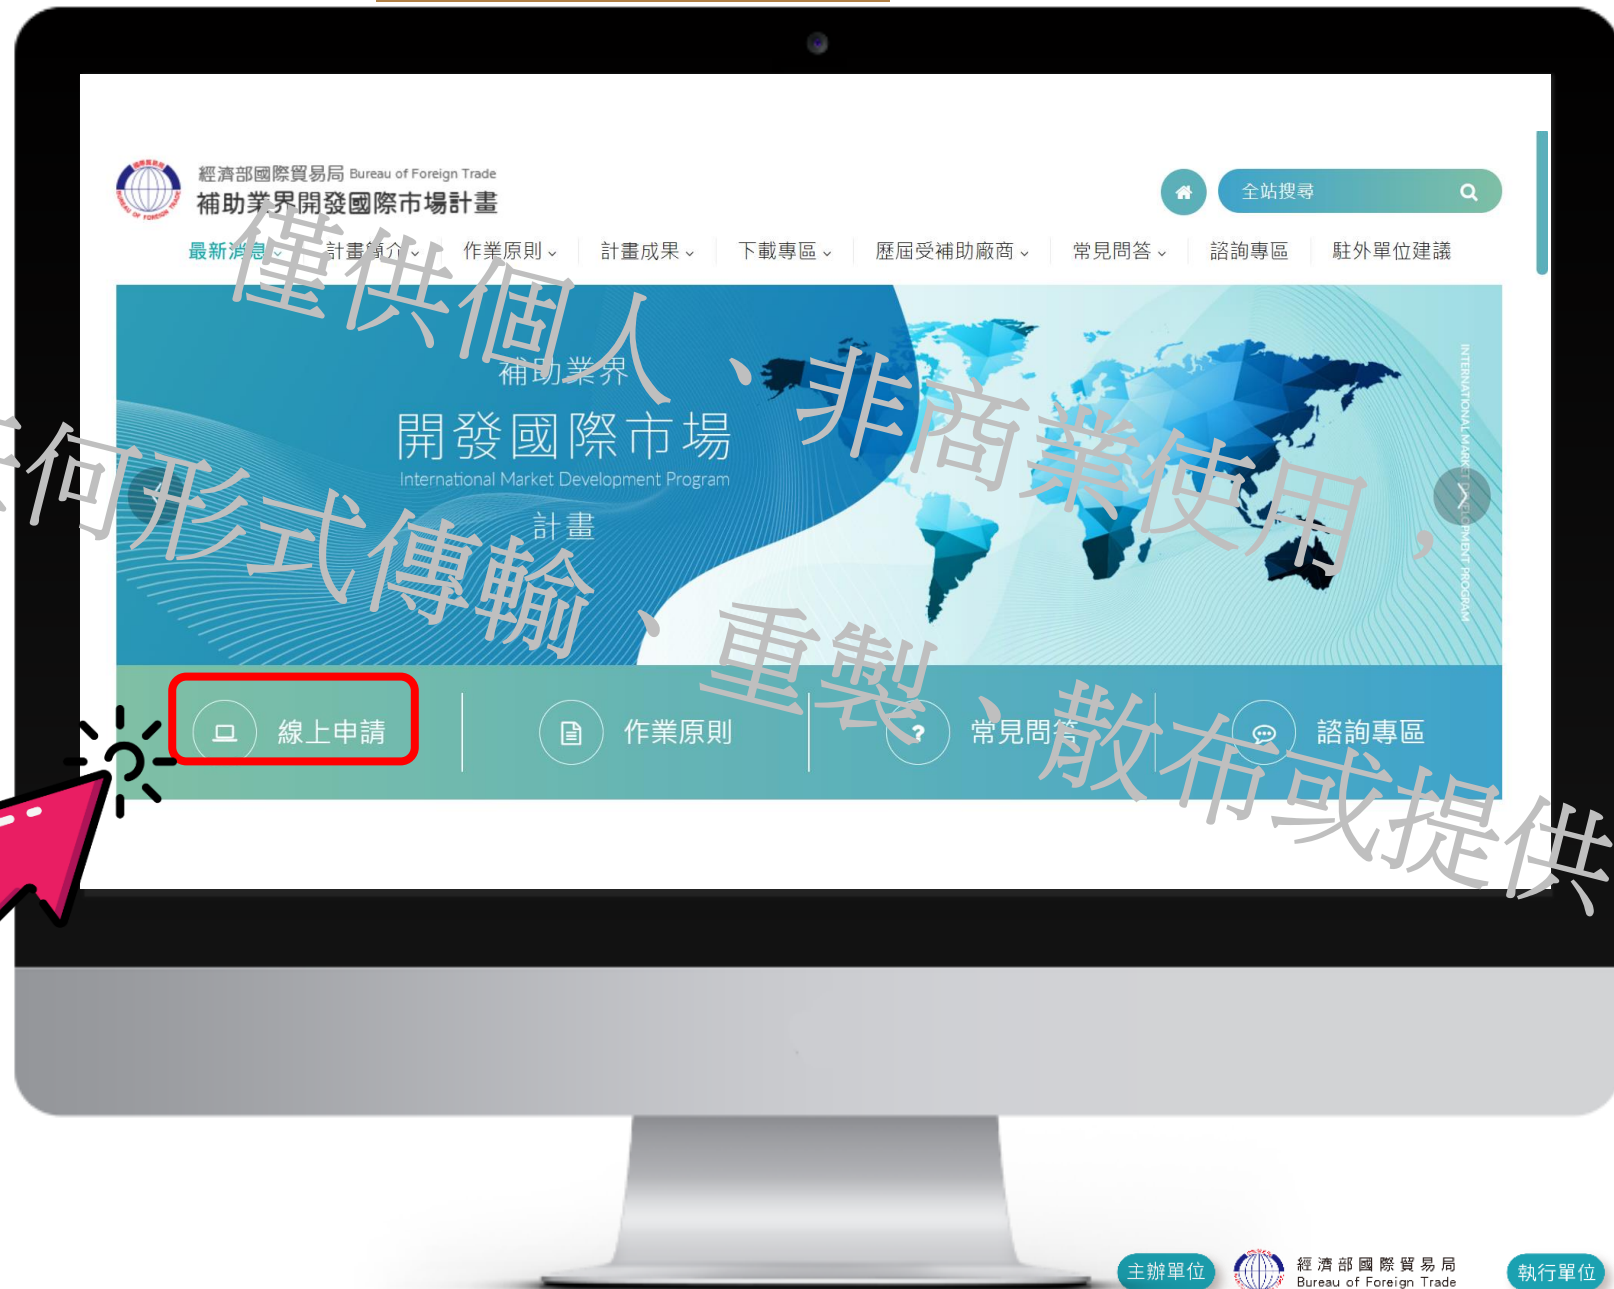 經濟部國際貿易局 Bureau of Foreign Trade
補助業界開發國際市場計畫
全站搜尋
最新消息
計畫簡介
作業原則
計畫成果
下載專區
歷屆受補助廠商
常見問答
諮詢專區
駐外單位建議
補助業界
開發國際市場
International Market Development Program
計畫
INTERNATIONAL MARKET DEVELOPMENT PROGRAM
僅供個人、非商業使用,
何形式傳輸、重製、散布或提供
線上申請
作業原則
常見問答
諮詢專區
主辦單位
經濟部國際貿易局
Bureau of Foreign Trade
執行單位